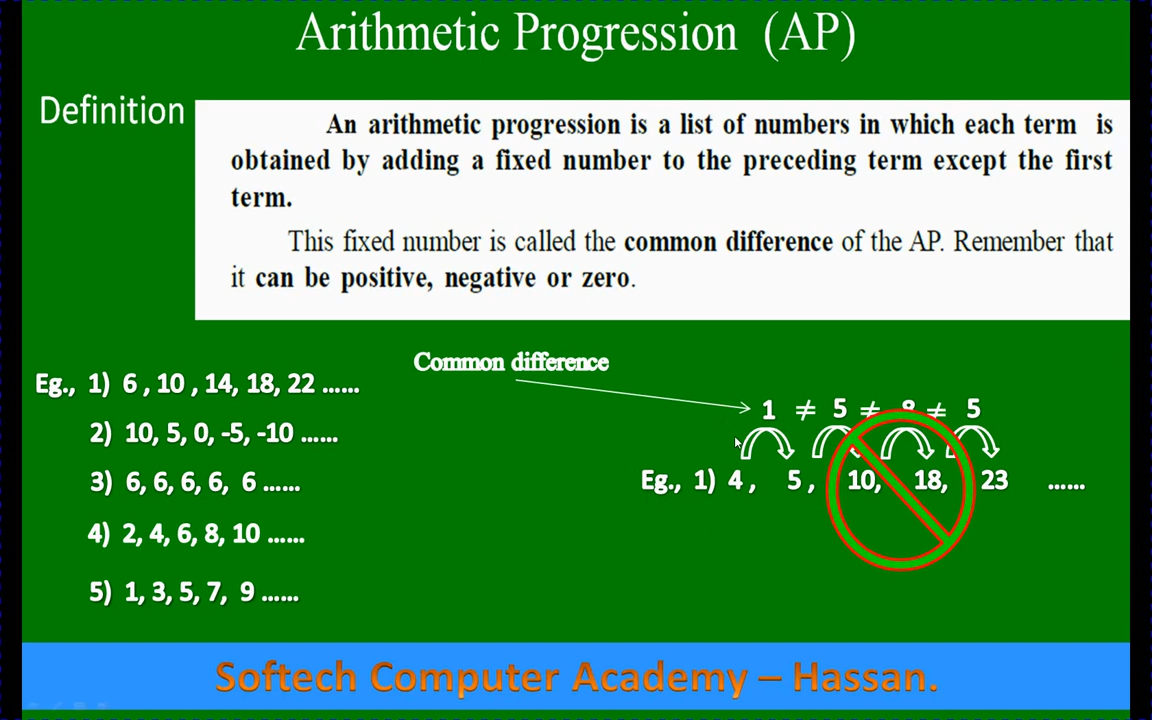 Arithmetic Progression (AP)
Definition
An arithmetic progression is a list of numbers in which each term is
obtained by adding a fixed number to the preceding term except the first
term.
This fixed number is called the common difference of the AP. Remember that
it can be positive, negative or zero.
Common difference
Eg., 1) 6 , 10 , 14, 18, 22 ......
2) 10, 5, 0, -5, -10 ......
3) 6, 6, 6, 6, 6 ......
4) 2, 4, 6, 8, 10 ......
5) 1, 3, 5, 7, 9 ......
1 ≠ 5 ≠ 8 ≠ 5
Eg., 1) 4 , 5 , 10, 18, 23 ......
Softech Computer Academy – Hassan.